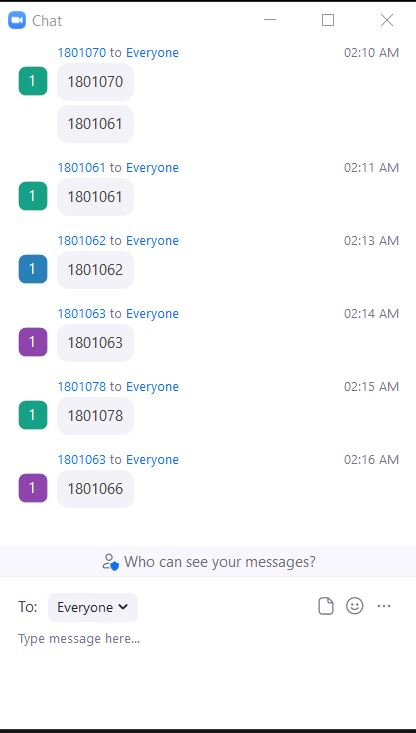 Chat
1801070 to Everyone 02:10 AM
1 1801070
1801061
1801061 to Everyone 02:11 AM
1 1801061
1801062 to Everyone 02:13 AM
1 1801062
1801063 to Everyone 02:14 AM
1 1801063
1801078 to Everyone 02:15 AM
1 1801078
1801063 to Everyone 02:16 AM
1 1801066
Who can see your messages?
To: Everyone
Type message here...